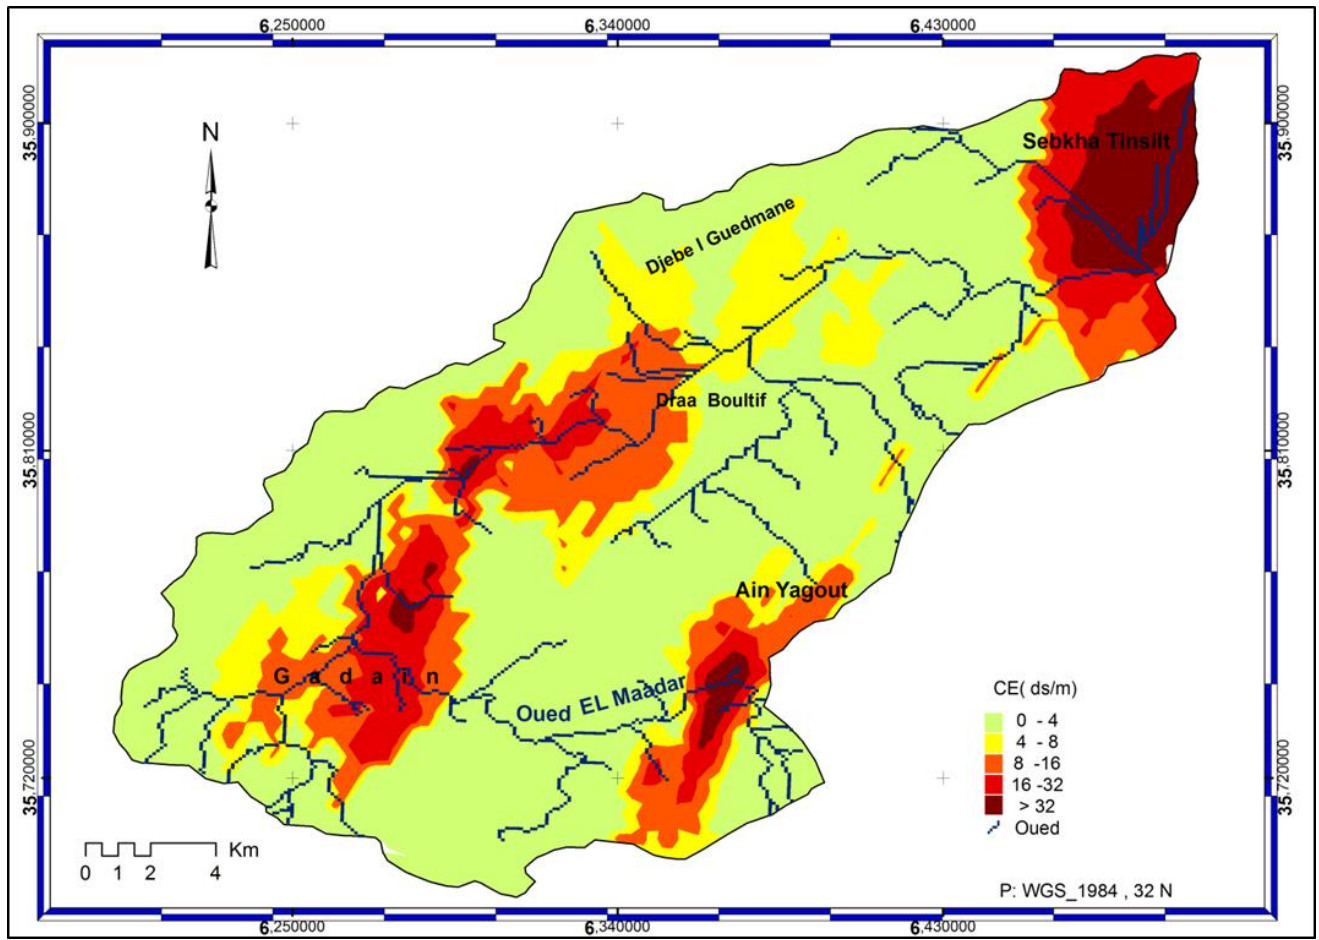 6,250000 6,340000 6,430000
35,900000
35,900000
N
Sebkha Tinsilt
Djebe l Guedmane
Draa Boultif
35,810000
35,810000
Ain Yagout
G a d a i n
Oued EL Maadar
CE( ds/m)
0 - 4
4 - 8
8 -16
16 -32
> 32
Oued
35,720000
35,720000
Km
0 1 2 4
P: WGS_1984 , 32 N
6,250000 6,340000 6,430000